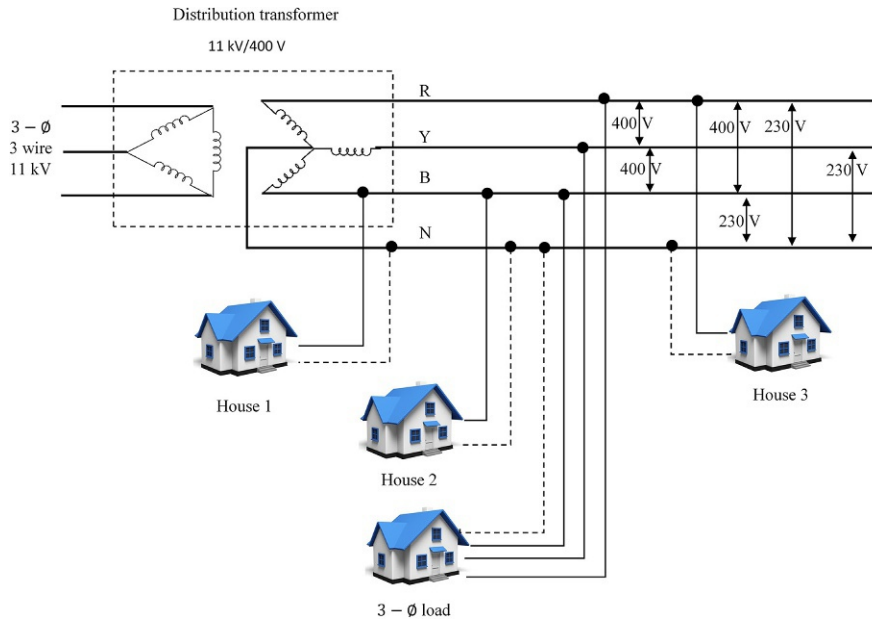 Distribution transformer
11 kV/400 V
R
3 – Ø
3 wire
11 kV
400 V
400 V
230 V
Y
400 V
230 V
B
230 V
N
House 1
House 3
House 2
3 – Ø load